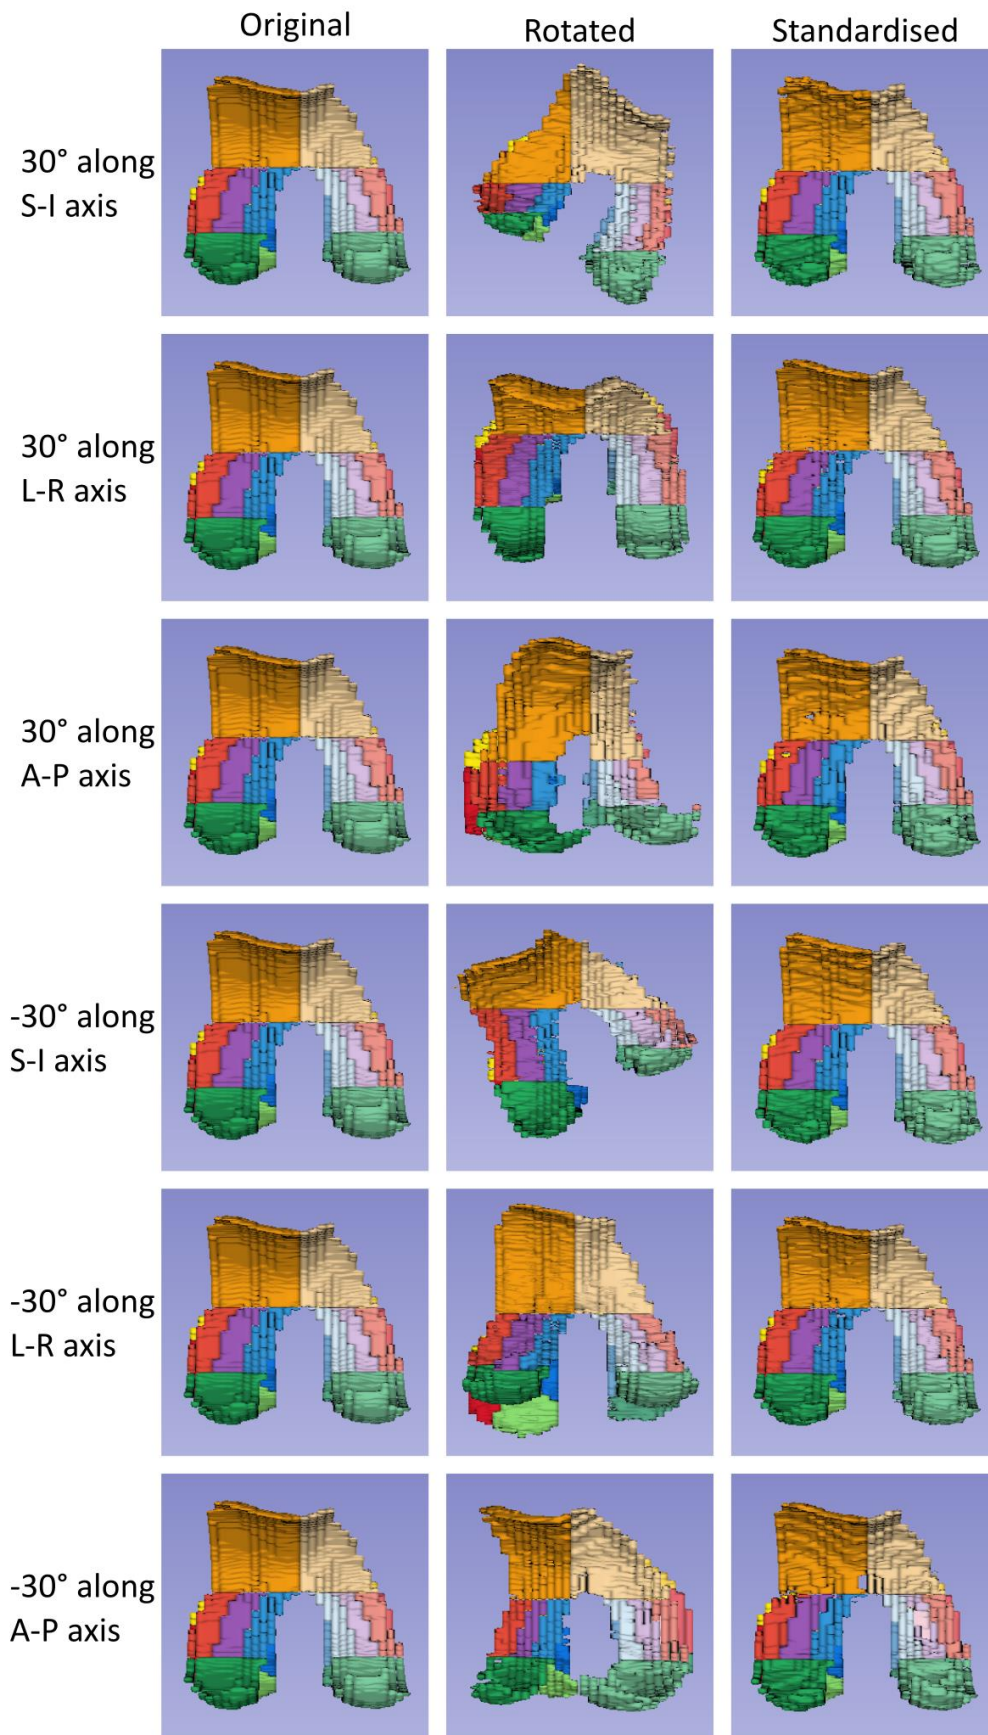 Original Rotated Standardised
30° along
S-I axis
30° along
L-R axis
30° along
A-P axis
-30° along
S-I axis
-30° along
L-R axis
-30° along
A-P axis